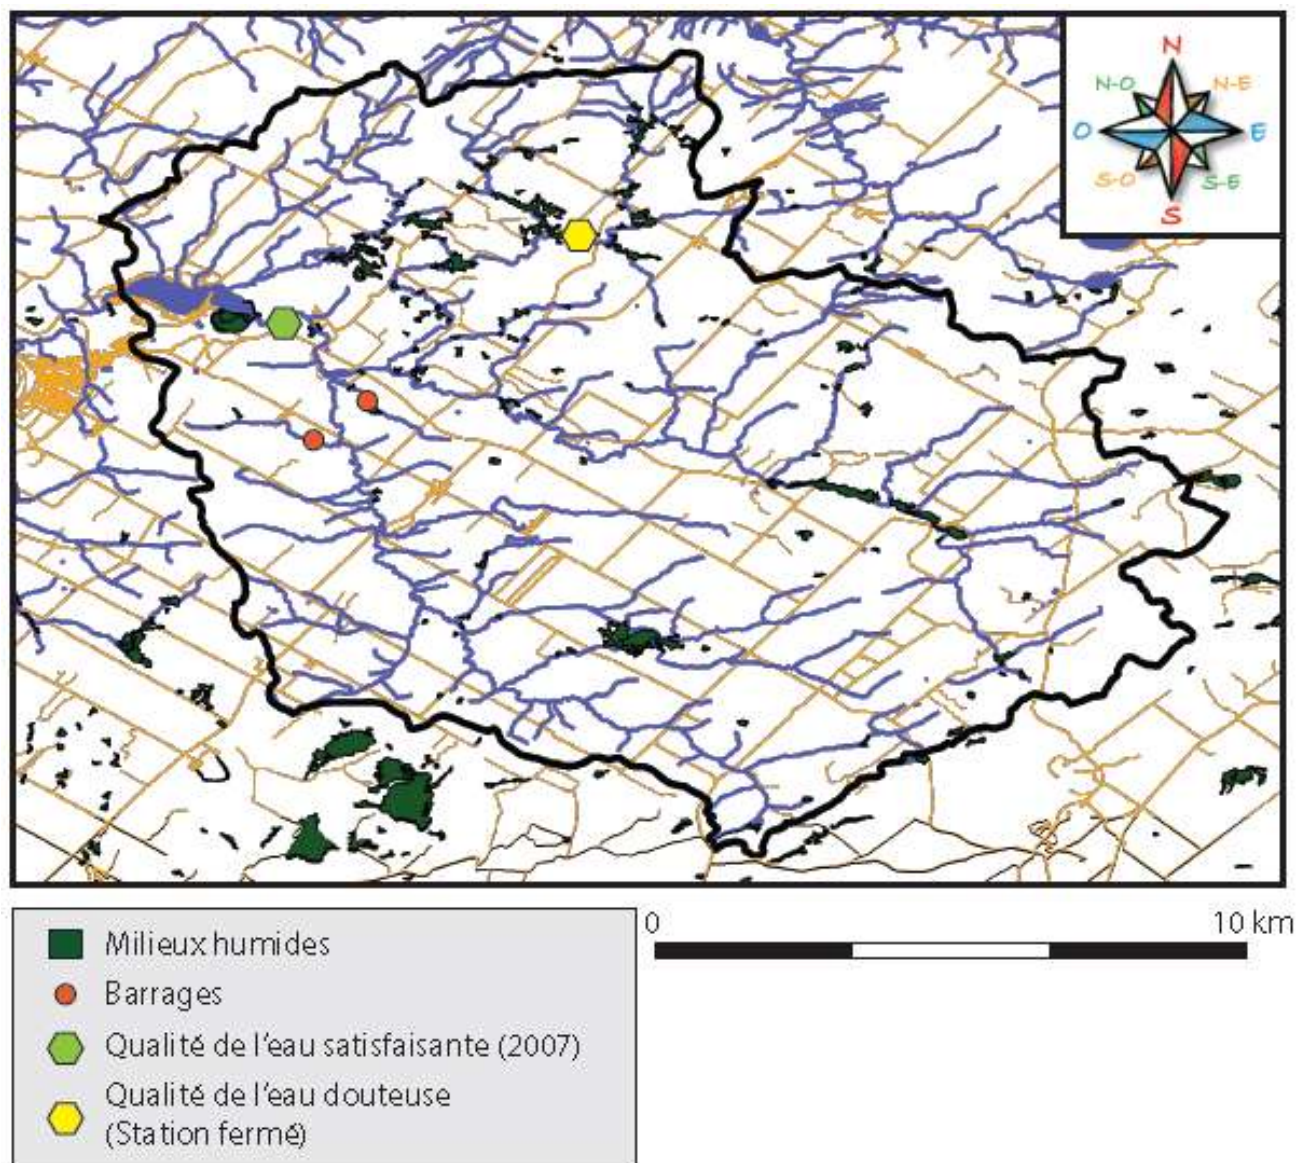 N
N-O
N-E
O
E
S-O
S-E
S
0
10 km
Milieux humides
Barrages
Qualité de l'eau satisfaisante (2007)
Qualité de l'eau douteuse
(Station fermé)